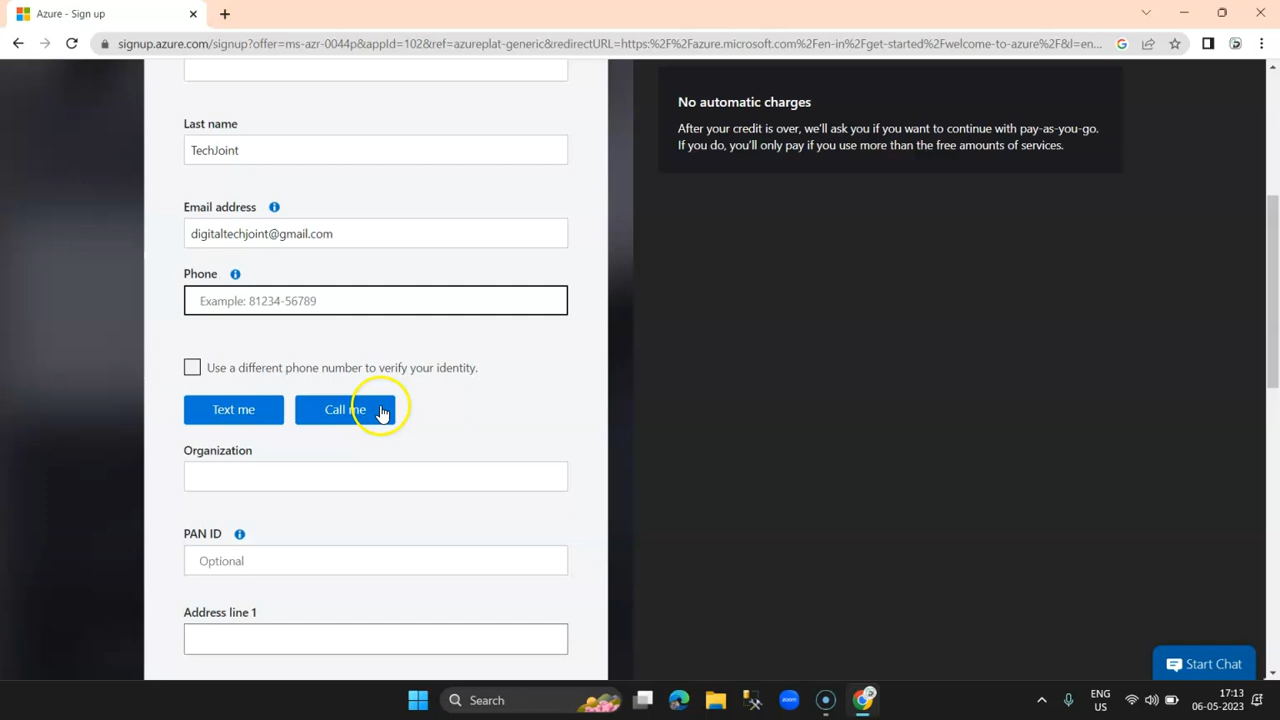 Azure - Sign up
signup.azure.com/signup?offer=ms-azr-0044p&appId=102&ref=azureplat-generic&redirectURL=https:%2F%2Fazure.microsoft.com%2Fen-in%2Fget-started%2Fwelcome-to-azure%2F&l=en...
No automatic charges
After your credit is over, we'll ask you if you want to continue with pay-as-you-go.
If you do, you'll only pay if you use more than the free amounts of services.
Last name
TechJoint
Email address
digitaltechjoint@gmail.com
Phone
Example: 81234-56789
Use a different phone number to verify your identity.
Text me
Call me
Organization
PAN ID
Optional
Address line 1
Start Chat
Search
ENG
US
17:13
06-05-2023